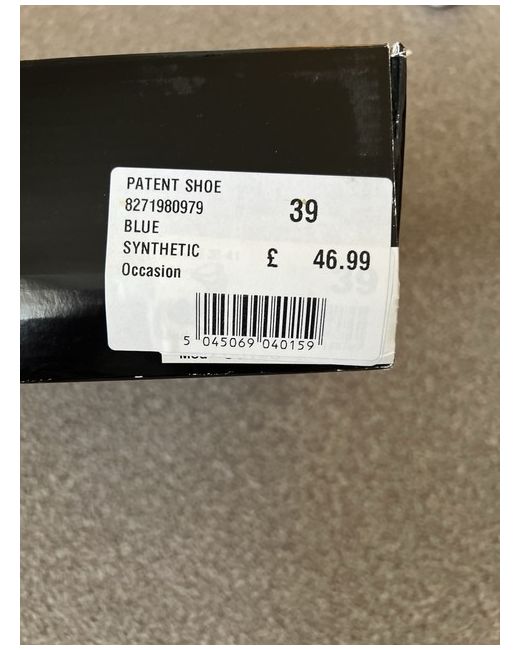 PATENT SHOE
8271980979
39
BLUE
SYNTHETIC
£ 46.99
Occasion
5 045069 040159